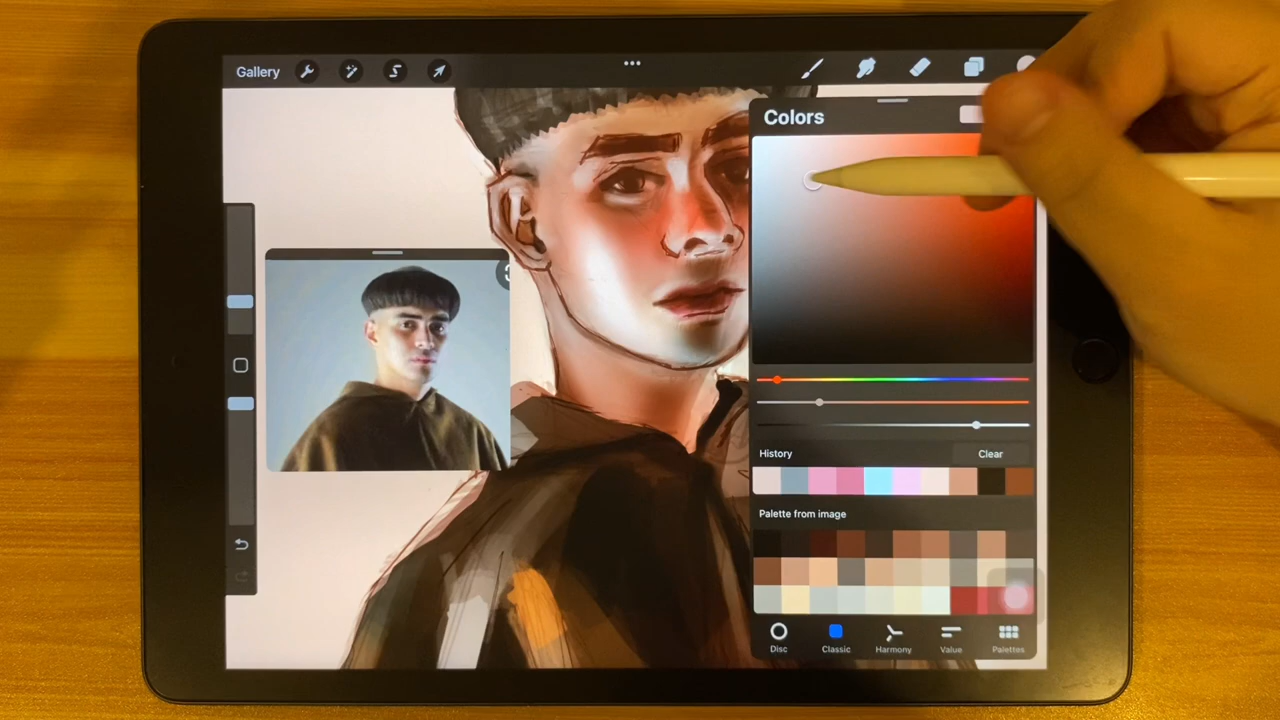 Gallery
Colors
History
Clear
Palette from image
Disc
Classic
Harmony
Value
Palettes